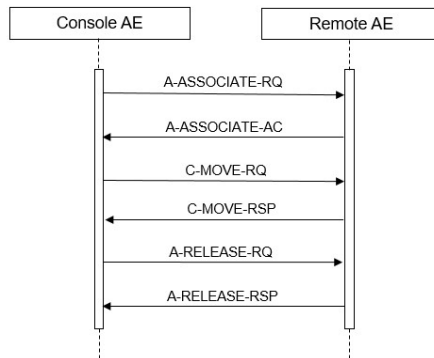 Console AE
Remote AE
A-ASSOCIATE-RQ
A-ASSOCIATE-AC
C-MOVE-RQ
C-MOVE-RSP
A-RELEASE-RQ
A-RELEASE-RSP